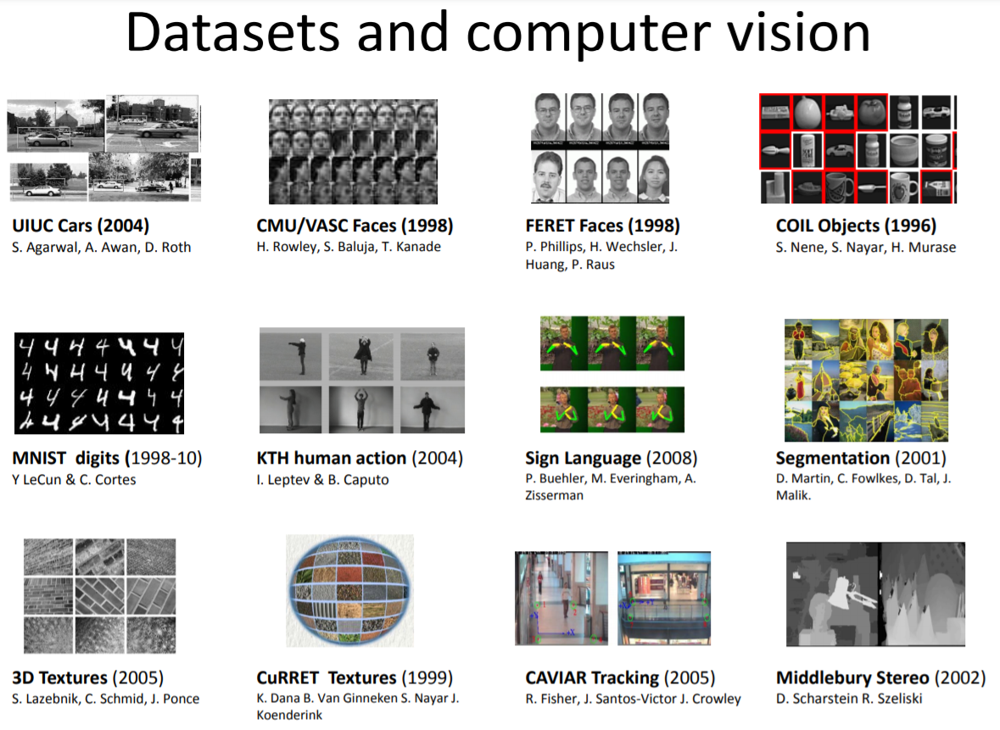 Datasets and computer vision
UIUC Cars (2004)
S. Agarwal, A. Awan, D. Roth
CMU/VASC Faces (1998)
H. Rowley, S. Baluja, T. Kanade
FERET Faces (1998)
P. Phillips, H. Wechsler, J.
Huang, P. Raus
COIL Objects (1996)
S. Nene, S. Nayar, H. Murase
MNIST digits (1998-10)
Y LeCun & C. Cortes
KTH human action (2004)
I. Leptev & B. Caputo
Sign Language (2008)
P. Buehler, M. Everingham, A.
Zisserman
Segmentation (2001)
D. Martin, C. Fowlkes, D. Tal, J.
Malik.
3D Textures (2005)
S. Lazebnik, C. Schmid, J. Ponce
CuRRET Textures (1999)
K. Dana B. Van Ginneken S. Nayar J.
Koenderink
CAVIAR Tracking (2005)
R. Fisher, J. Santos-Victor J. Crowley
Middlebury Stereo (2002)
D. Scharstein R. Szeliski